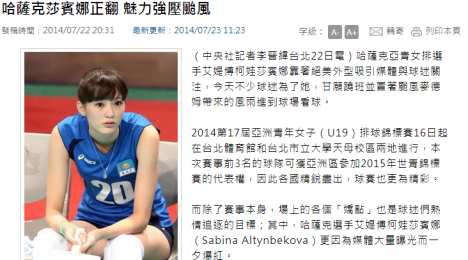 哈薩克莎賓娜正翻 魅力強壓颱風
發稿時間：2014/07/22 20:31 最新更新：2014/07/23 11:23 字級： A- A+ 轉寄 列印本頁
（中央社記者李晉緯台北22日電）哈薩克亞青女排選
手艾堤博柯娃莎賓娜靠著絕美外型吸引媒體與球迷關
注，今天不少球迷為了她，甘願蹺班並置著颱風麥德
姆帶來的風雨進到球場看球。
2014第17屆亞洲青年女子（U19）排球錦標賽16日起
在台北體育館和台北市立大學天母校區兩地進行，本
次賽事前3名的球隊可獲亞洲區參加2015年世青錦標
賽的代表權，因此各國精銳盡出，球賽也更為精彩。
而除了賽事本身，場上的各個「嬌點」也是球迷們熱
情追逐的目標；其中，哈薩克選手艾堤博柯娃莎賓娜
（Sabina Altynbekova）更因為媒體大量曝光而一
夕爆紅。
20